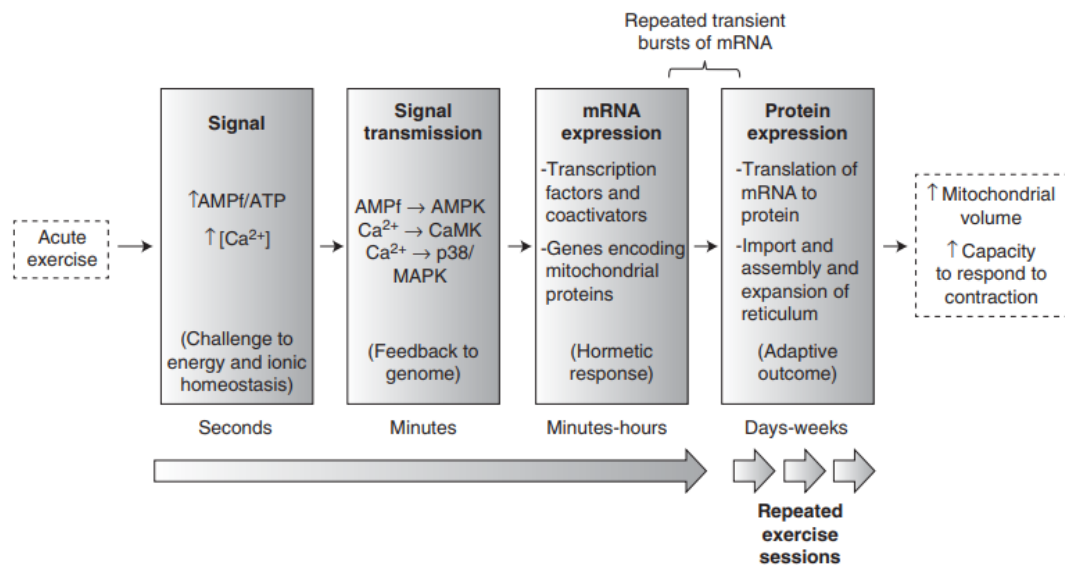 Repeated transient
bursts of mRNA
Acute
exercise
Signal
↑AMPf/ATP
↑ [Ca²⁺]
(Challenge to
energy and ionic
homeostasis)
Seconds
Signal
transmission
AMPf → AMPK
Ca²⁺ → CaMK
Ca²⁺ → p38/
MAPK
(Feedback to
genome)
Minutes
mRNA
expression
-Transcription
factors and
coactivators
-Genes encoding
mitochondrial
proteins
(Hormetic
response)
Minutes-hours
Protein
expression
-Translation of
mRNA to
protein
-Import and
assembly and
expansion of
reticulum
(Adaptive
outcome)
Days-weeks
↑ Mitochondrial
volume
↑ Capacity
to respond to
contraction
Repeated
exercise
sessions